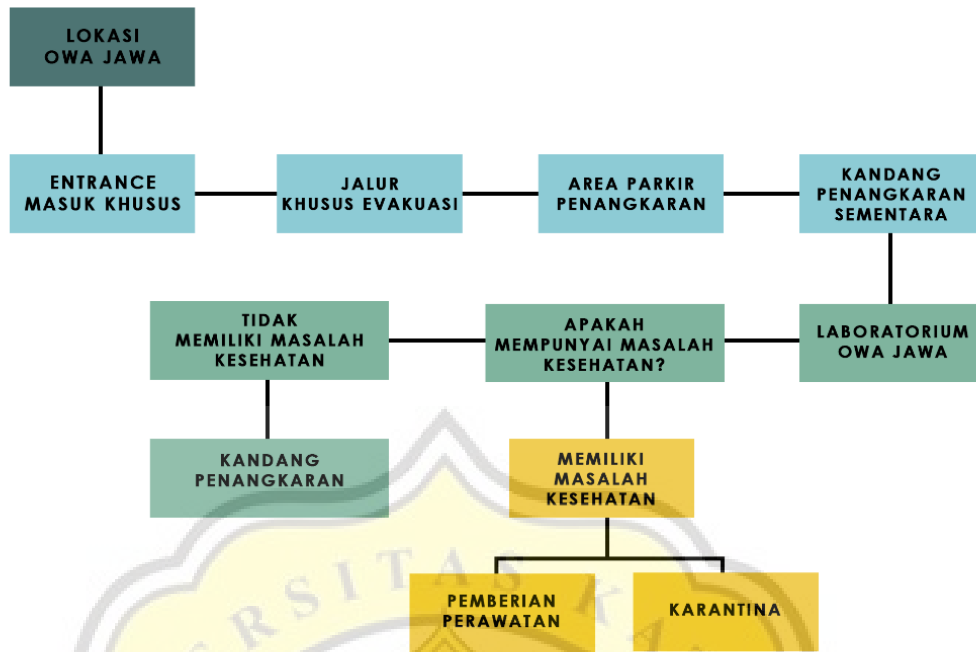 LOKASI
OWA JAWA
ENTRANCE
MASUK KHUSUS
JALUR
KHUSUS EVAKUASI
AREA PARKIR
PENANGKARAN
KANDANG
PENANGKARAN
SEMENTARA
LABORATORIUM
OWA JAWA
APAKAH
MEMPUNYAI MASALAH
KESEHATAN?
TIDAK
MEMILIKI MASALAH
KESEHATAN
KANDANG
PENANGKARAN
MEMILIKI
MASALAH
KESEHATAN
PEMBERIAN
PERAWATAN
KARANTINA